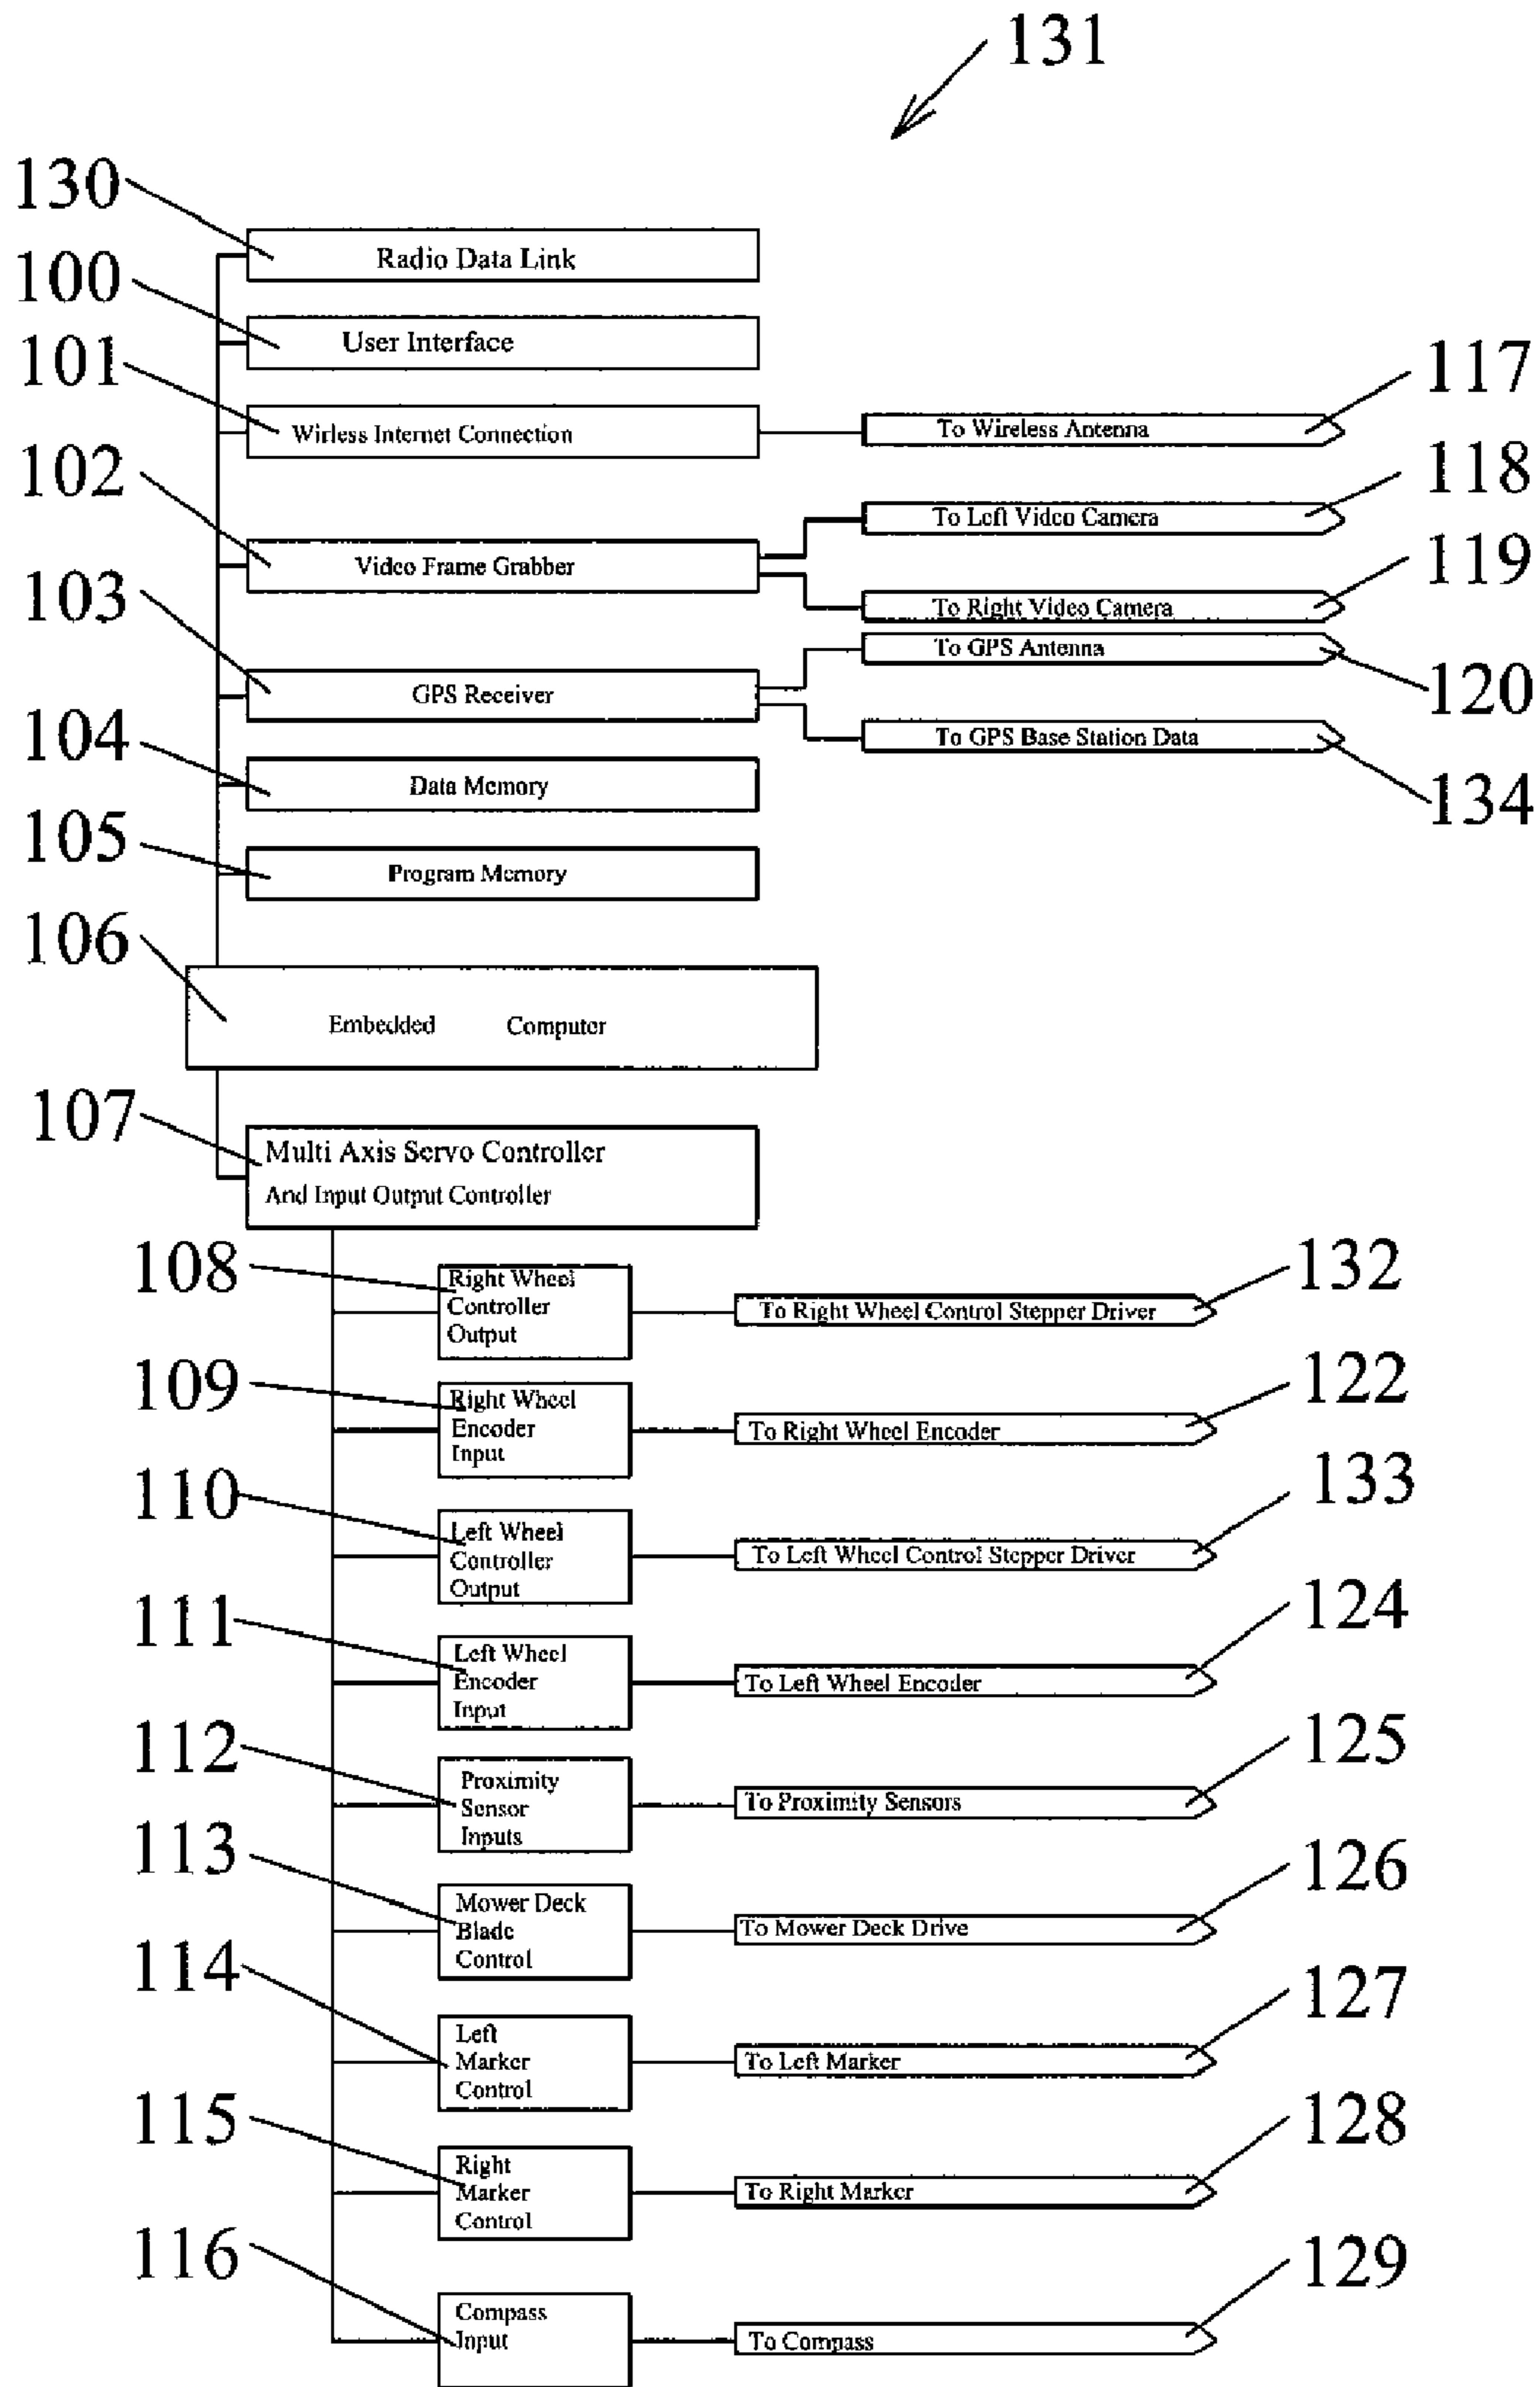 131
130
Radio Data Link
100
User Interface
101
Wirless Internet Connection
To Wireless Antenna
117
102
Video Frame Grabber
To Left Video Camera
118
To Right Video Camera
119
103
GPS Receiver
To GPS Antenna
120
To GPS Base Station Data
134
104
Data Memory
105
Program Memory
106
Embedded Computer
107
Multi Axis Servo Controller
And Input Output Controller
108
Right Wheel
Controller
Output
To Right Wheel Control Stepper Driver
132
109
Right Wheel
Encoder
Input
To Right Wheel Encoder
122
110
Left Wheel
Controller
Output
To Left Wheel Control Stepper Driver
133
111
Left Wheel
Encoder
Input
To Left Wheel Encoder
124
112
Proximity
Sensor
Inputs
To Proximity Sensors
125
113
Mower Deck
Blade
Control
To Mower Deck Drive
126
114
Left
Marker
Control
To Left Marker
127
115
Right
Marker
Control
To Right Marker
128
116
Compass
Input
To Compass
129